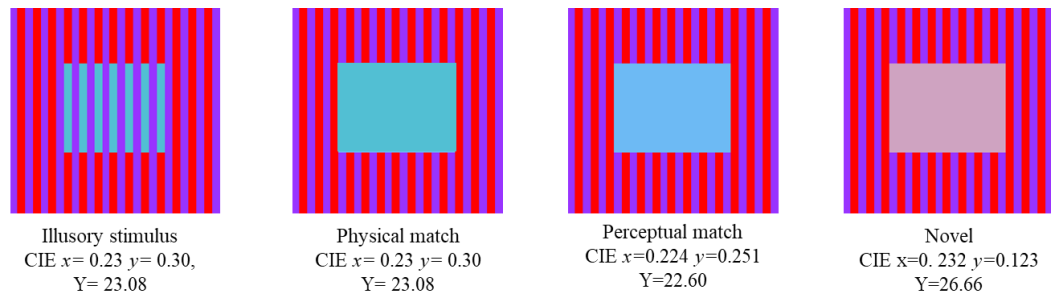 Illusory stimulus
CIE x= 0.23 y= 0.30,
Y= 23.08
Physical match
CIE x= 0.23 y= 0.30
Y= 23.08
Perceptual match
CIE x=0.224 y=0.251
Y=22.60
Novel
CIE x=0. 232 y=0.123
Y=26.66